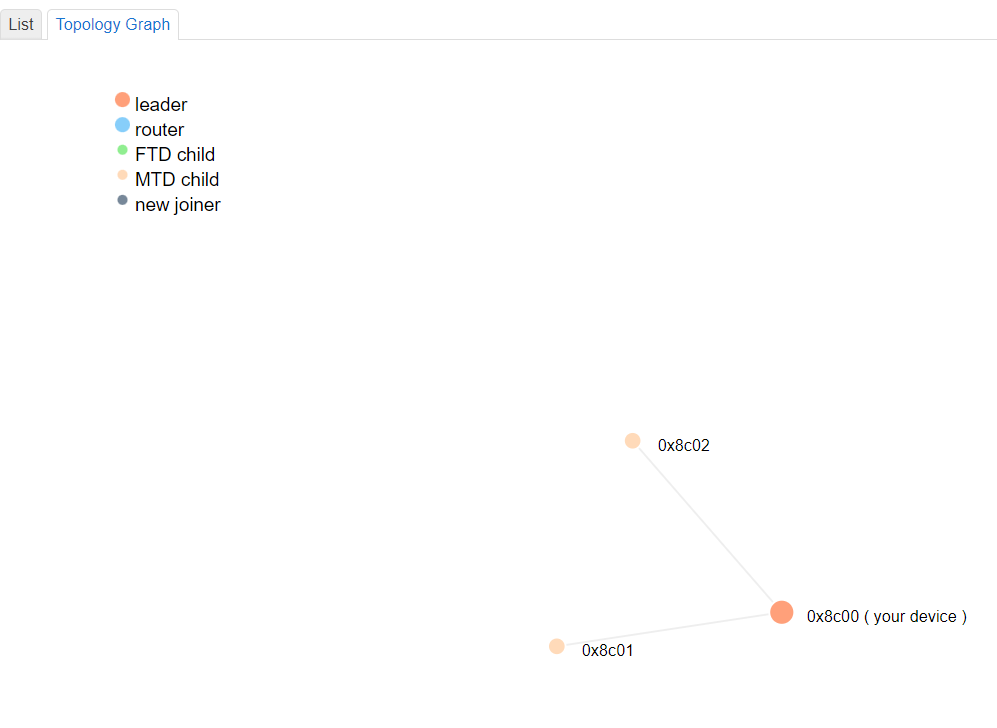 List
Topology Graph
leader
router
FTD child
MTD child
new joiner
0x8c02
0x8c00 ( your device )
0x8c01